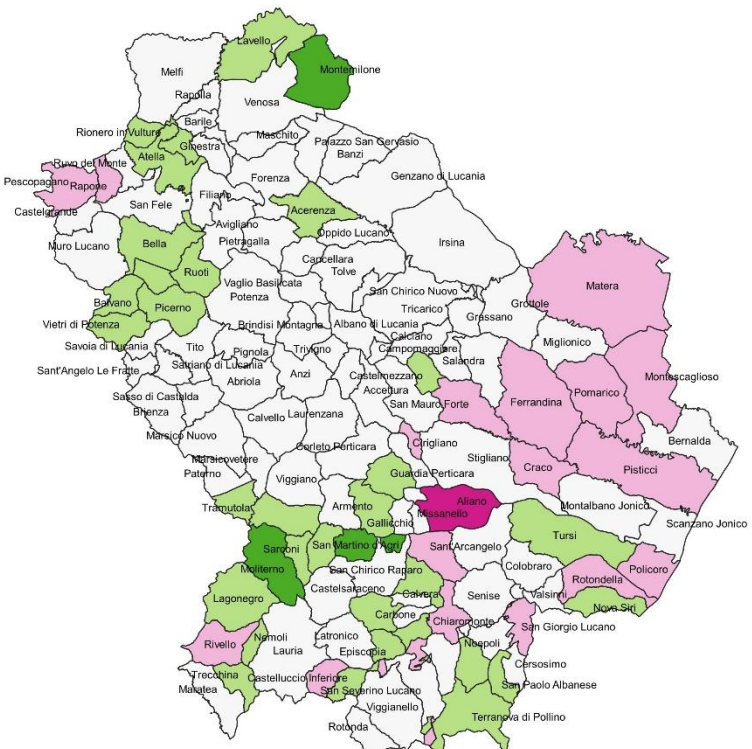 Lavello
Melfi
Montemilone
Rapolla
Venosa
Barile
Rionero in Vulture
Maschito
Ginestra
Palazzo San Gervasio
Atella
Banzi
Ruvo del Monte
Forenza
Genzano di Lucania
Pescopagano
Rapone
Filiano
San Fele
Castelgrande
Acerenza
Avigliano
Oppido Lucano
Muro Lucano
Bella
Pietragalla
Irsina
Cancellara
Ruoti
Tolve
Vaglio Basilicata
Matera
Potenza
San Chirico Nuovo
Balvano
Picerno
Tricarico
Grottole
Grassano
Vietri di Potenza
Brindisi Montagna
Albano di Lucania
Calciano
Miglionico
Savoia di Lucania
Tito
Pignola
Trivigno
Campomaggiore
Salandra
Sant'Angelo Le Fratte
Satriano di Lucania
Anzi
Castelmezzano
Montescaglioso
Abriola
Accettura
Pomarico
Sasso di Castalda
San Mauro Forte
Ferrandina
Brienza
Calvello
Laurenzana
Marsico Nuovo
Cirigliano
Bernalda
Corleto Perticara
Stigliano
Marsicovetere
Craco
Pisticci
Paterno
Guardia Perticara
Viggiano
Aliano
Tramutola
Armento
Missanello
Montalbano Jonico
Gallicchio
Scanzano Jonico
Tursi
Sarconi
San Martino d'Agri
Sant'Arcangelo
Moliterno
San Chirico Raparo
Colobraro
Policoro
Castelsaraceno
Rotondella
Calvera
Senise
Valsinni
Lagonegro
Nova Siri
Carbone
Chiaromonte
San Giorgio Lucano
Nemoli
Latronico
Rivello
Noepoli
Lauria
Episcopia
Cersosimo
Trecchina
Castelluccio Inferiore
San Paolo Albanese
Maratea
San Severino Lucano
Viggianello
Terranova di Pollino
Rotonda